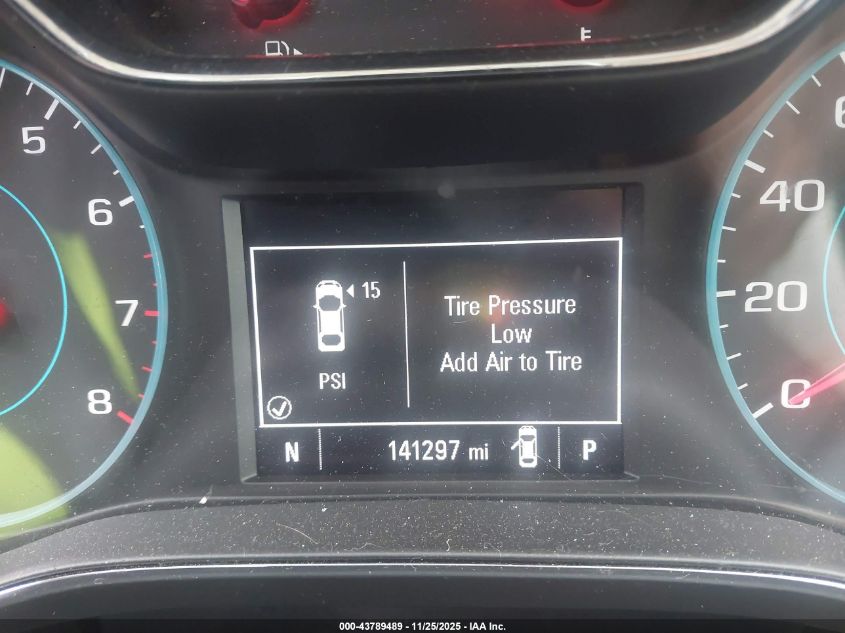 E
5
6
7
8
6
40
20
0
15
PSI
Tire Pressure
Low
Add Air to Tire
N
141297 mi
P
000-43789489 - 11/25/2025 - IAA Inc.